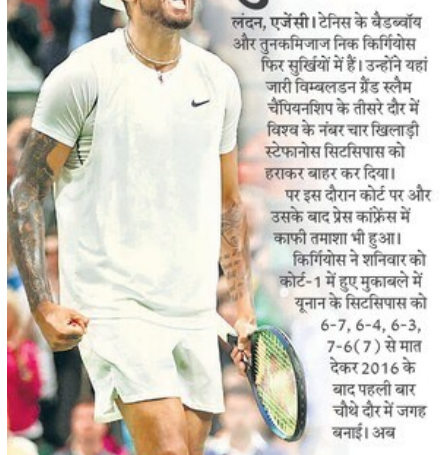 लंदन, एजेंसी। टेनिस के बैडब्वॉय
और तुनकमिजाज निक किर्गियोस
फिर सुर्खियों में हैं। उन्होंने यहां
जारी विम्बलडन ग्रैंड स्लैम
चैंपियनशिप के तीसरे दौर में
विश्व के नंबर चार खिलाड़ी
स्टेफानोस सिटसिपास को
हराकर बाहर कर दिया।
पर इस दौरान कोर्ट पर और
उसके बाद प्रेस कांफ्रेंस में
काफी तमाशा भी हुआ।
किर्गियोस ने शनिवार को
कोर्ट-1 में हुए मुकाबले में
यूनान के सिटसिपास को
6-7, 6-4, 6-3,
7-6(7) से मात
देकर 2016 के
बाद पहली बार
चौथे दौर में जगह
बनाई। अब